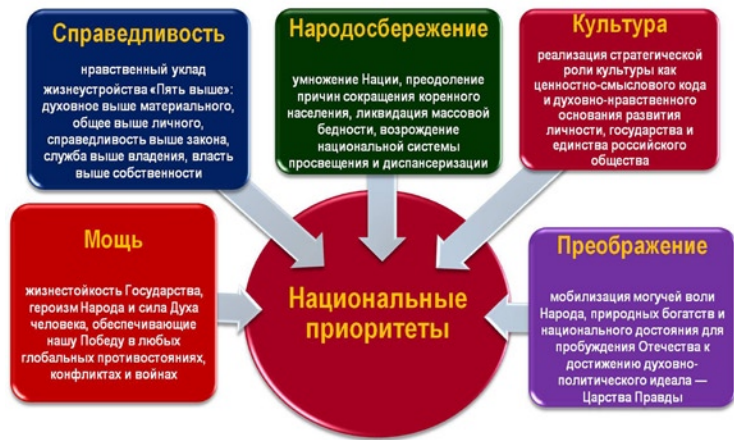 Справедливость
нравственный уклад
жизнеустройства «Пять выше»:
духовное выше материального,
общее выше личного,
справедливость выше закона,
служба выше владения, власть
выше собственности
Народосбережение
умножение Нации, преодоление
причин сокращения коренного
населения, ликвидация массовой
бедности, возрождение
национальной системы
просвещения и диспансеризации
Культура
реализация стратегической
роли культуры как
ценностно-смыслового кода
и духовно-нравственного
основания развития
личности, государства и
единства российского
общества
Мощь
жизнестойкость Государства,
героизм Народа и сила Духа
человека, обеспечивающие
нашу Победу в любых
глобальных противостояниях,
конфликтах и войнах
Национальные
приоритеты
Преображение
мобилизация могучей воли
Народа, природных богатств и
национального достояния для
пробуждения Отечества к
достижению духовно-
политического идеала —
Царства Правды